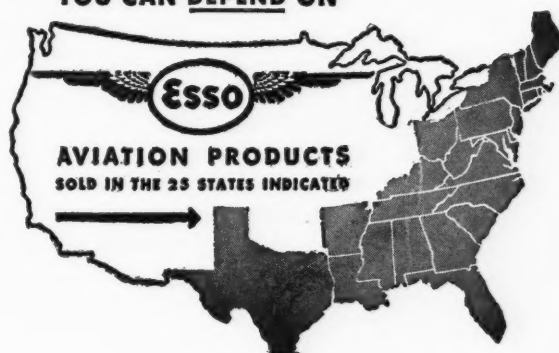 YOU CAN DEPEND ON
Esso
AVIATION PRODUCTS
SOLD IN THE 25 STATES INDICATED